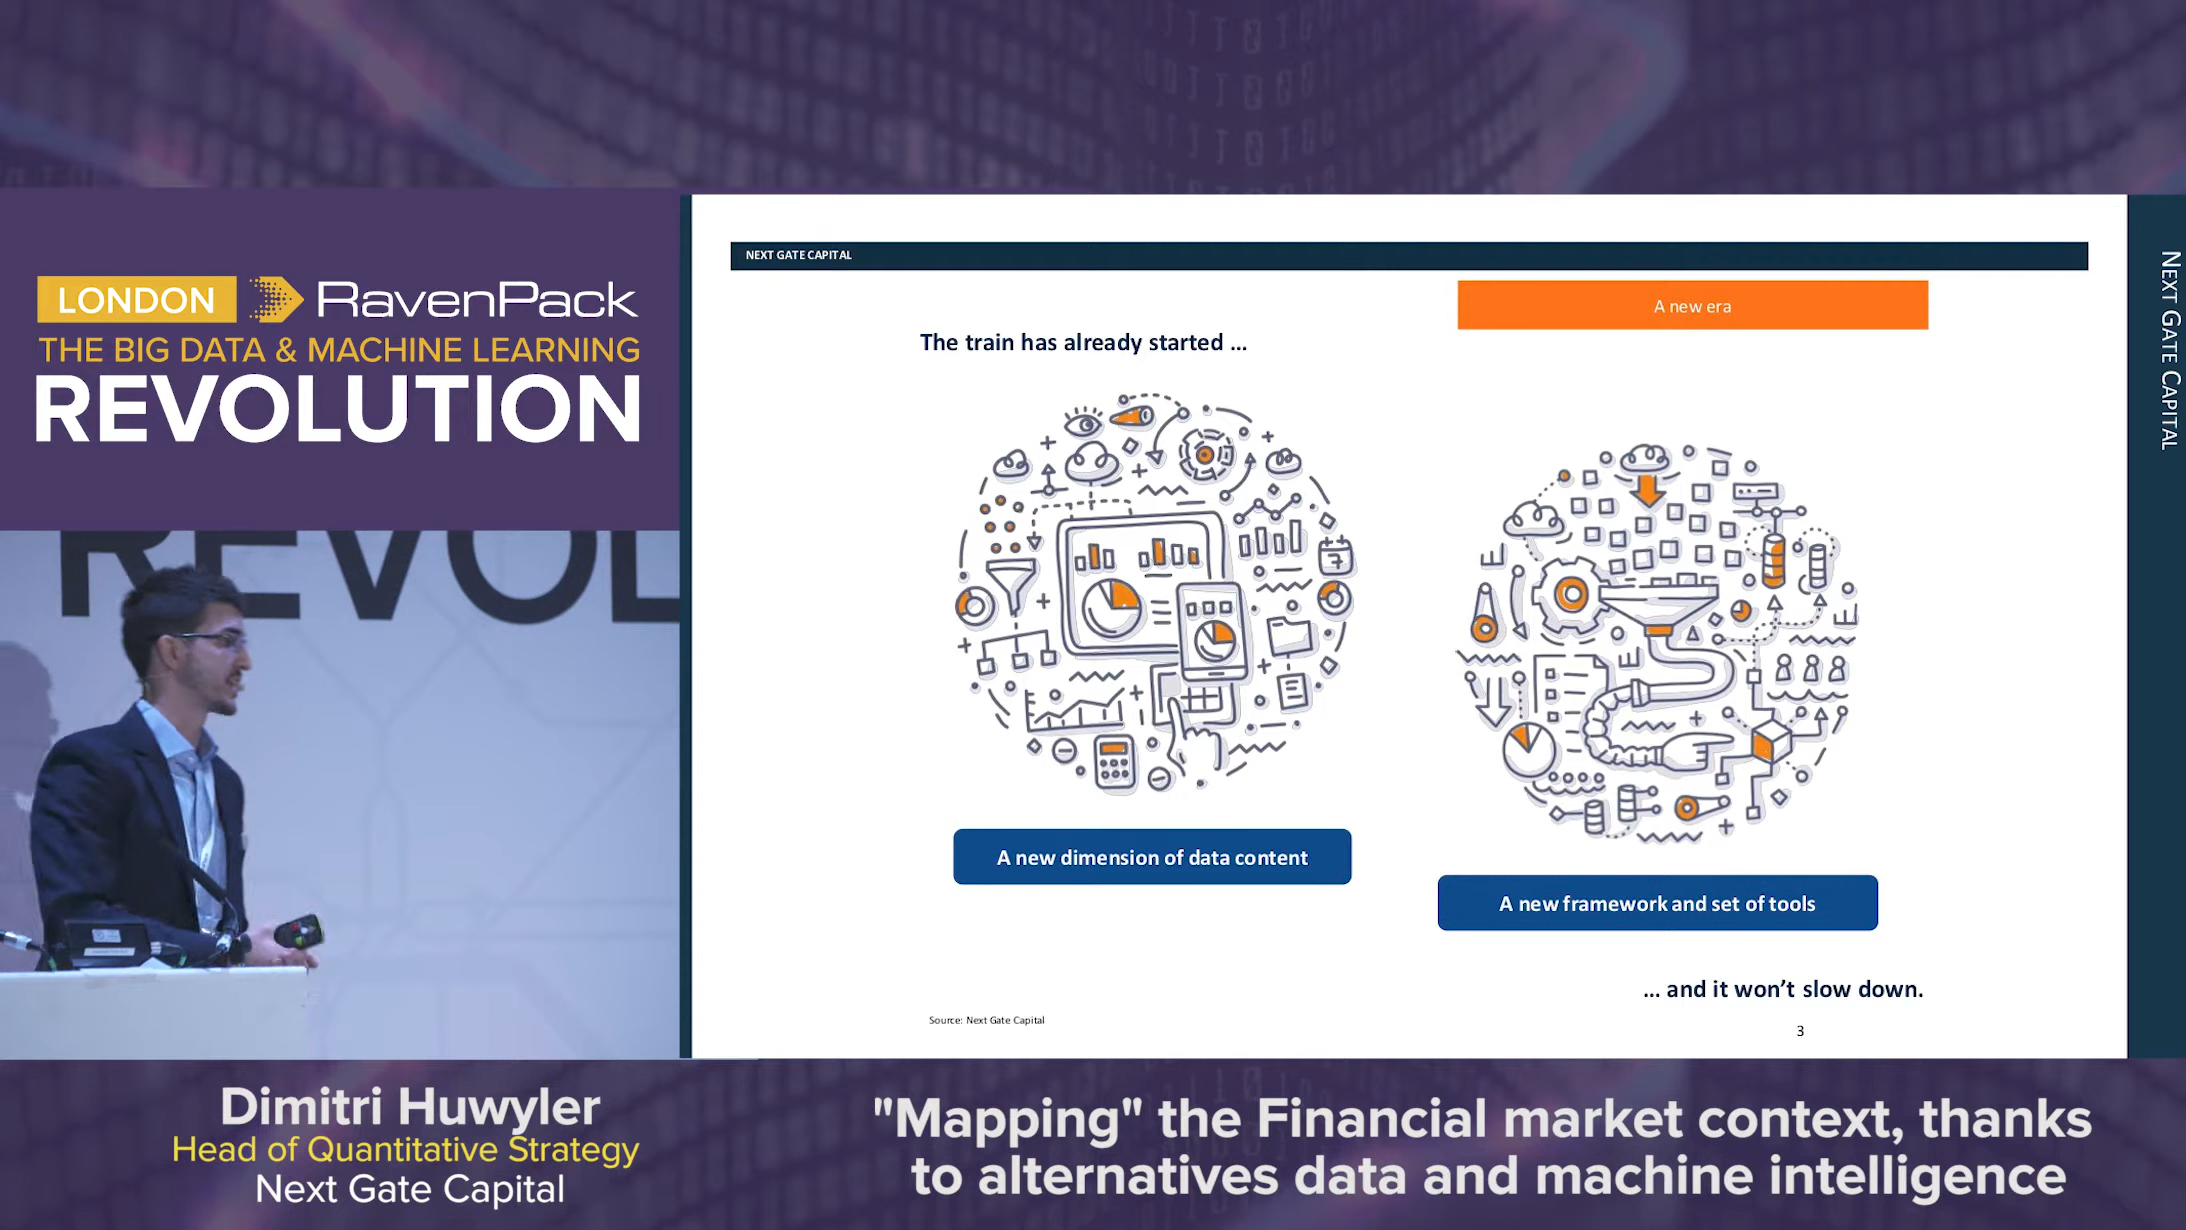 LONDON RavenPack
THE BIG DATA & MACHINE LEARNING
REVOLUTION
REVOL
NEXT GATE CAPITAL
A new era
The train has already started ...
A new dimension of data content
A new framework and set of tools
... and it won't slow down.
Source: Next Gate Capital
3
NEXT GATE CAPITAL
Dimitri Huwyler
Head of Quantitative Strategy
Next Gate Capital
"Mapping" the Financial market context, thanks
to alternatives data and machine intelligence